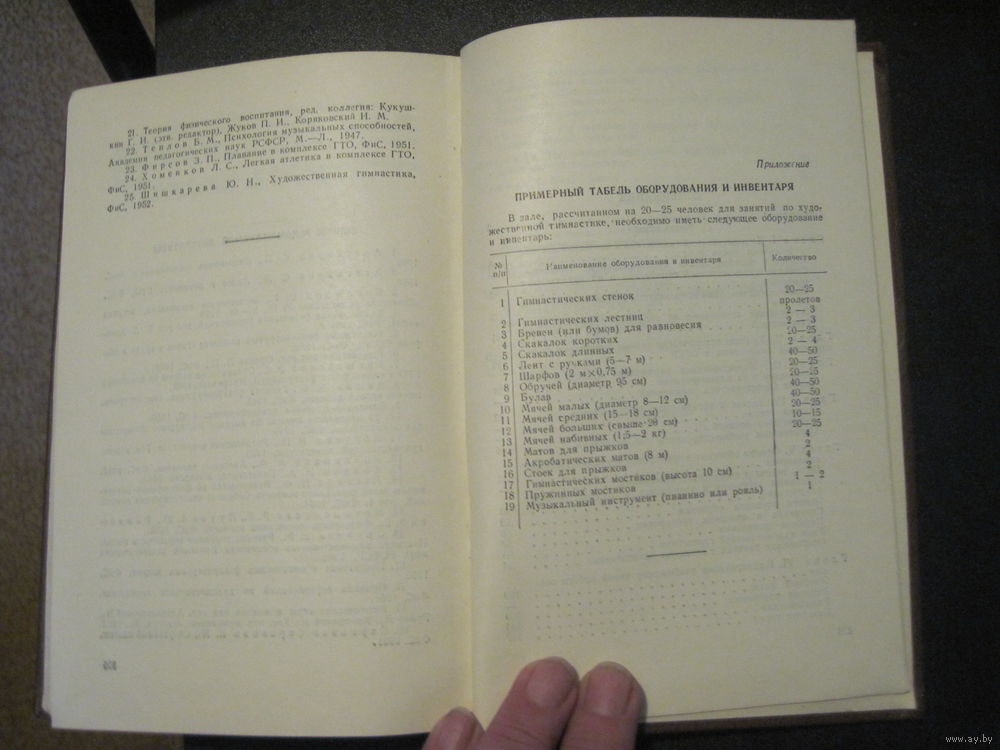 21. Теория физического воспитания, ред. коллегия: Кукуш-
кин Г. И. (отв. редактор), Жуков П. И., Коряковский И. М.
22. Теплов Б. М., Психология музыкальных способностей,
Академия педагогических наук РСФСР, М.—Л., 1947.
23. Фирсов З. П., Плавание в комплексе ГТО, ФиС, 1951.
24. Хоменков Л. С., Легкая атлетика в комплексе ГТО,
ФиС, 1951.
25. Шишкарева Ю. Н., Художественная гимнастика,
ФиС, 1952.
Приложение
ПРИМЕРНЫЙ ТАБЕЛЬ ОБОРУДОВАНИЯ И ИНВЕНТАРЯ
В зале, рассчитанном на 20—25 человек для занятий по худо-
жественной гимнастике, необходимо иметь следующее оборудование
и инвентарь:
№ п/п Наименование оборудования и инвентаря Количество
1 Гимнастических стенок 20—25
пролетов
2 Гимнастических лестниц 2 — 3
3 Бревен (или бумов) для равновесия 2 — 3
4 Скакалок коротких 20—25
5 Скакалок длинных 2 — 4
6 Лент с ручками (5—7 м) 40—50
7 Шарфов (2 м×0,75 м) 20—25
8 Обручей (диаметр 95 см) 20—25
9 Булав 40—50
10 Мячей малых (диаметр 8—12 см) 40—50
11 Мячей средних (15—18 см) 20—25
12 Мячей больших (свыше 20 см) 10—15
13 Мячей набивных (1,5—2 кг) 20—25
14 Матов для прыжков 4
15 Акробатических матов (8 м) 2
16 Стоек для прыжков 4
17 Гимнастических мостиков (высота 10 см) 2
18 Пружинных мостиков 1 — 2
19 Музыкальный инструмент (пианино или рояль) 1
www.ay.by